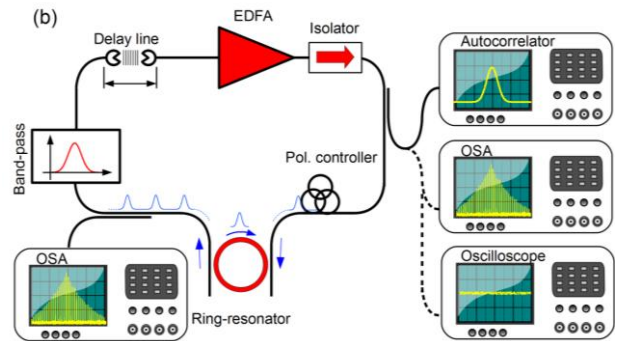 (b)
Delay line
EDFA
Isolator
Autocorrelator
Band-pass
Pol. controller
OSA
OSA
Ring-resonator
Oscilloscope